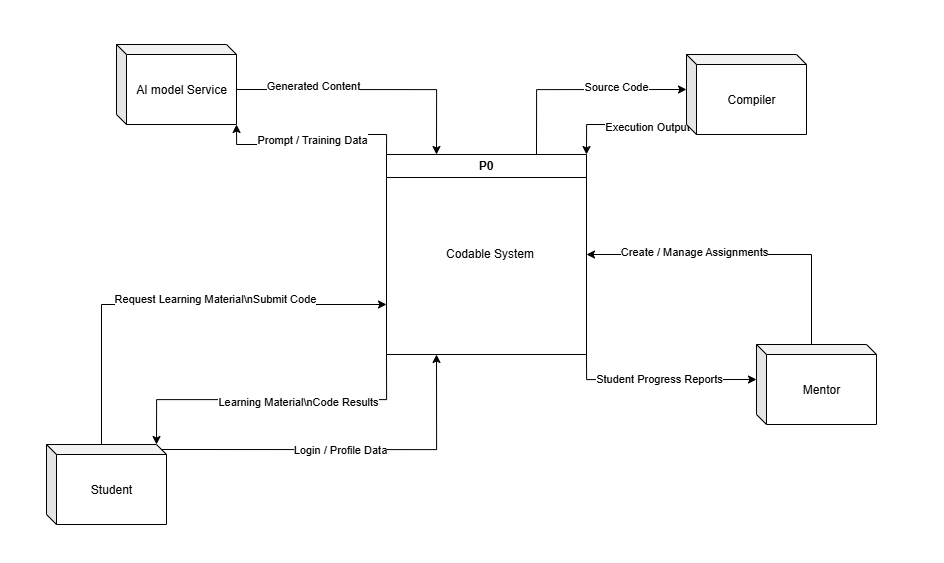 AI model Service
Generated Content
Source Code
Compiler
Execution Output
Prompt / Training Data
P0
Codable System
Create / Manage Assignments
Request Learning Material\nSubmit Code
Student Progress Reports
Mentor
Learning Material\nCode Results
Login / Profile Data
Student